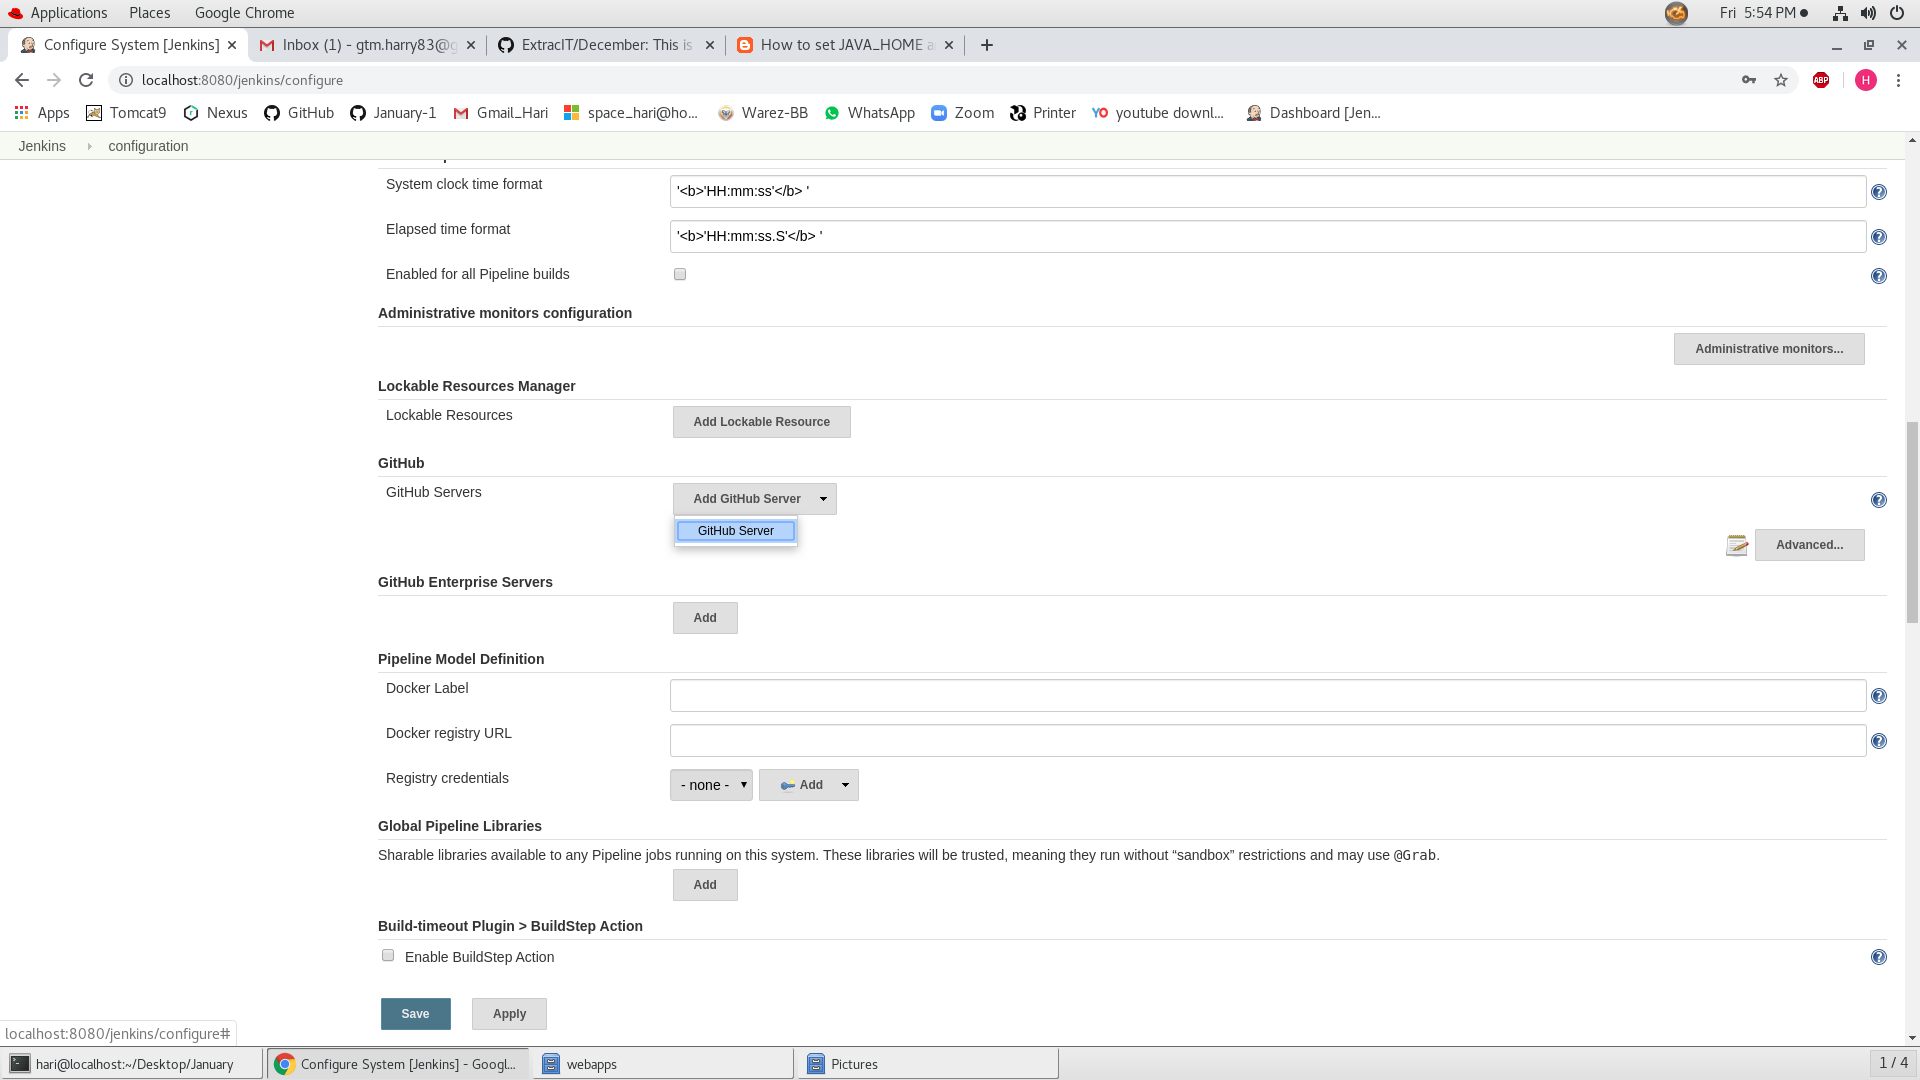 Applications Places Google Chrome Fri 5:54 PM
Configure System [Jenkins] Inbox (1) - gtm.harry83@g ExtracIT/December: This is How to set JAVA_HOME a
localhost:8080/jenkins/configure ABP H
Apps Tomcat9 Nexus GitHub January-1 Gmail_Hari space_hari@ho... Warez-BB WhatsApp Zoom Printer YO youtube downl... Dashboard [Jen...
Jenkins configuration
System clock time format '<b>'HH:mm:ss'</b> '
Elapsed time format '<b>'HH:mm:ss.S'</b> '
Enabled for all Pipeline builds
Administrative monitors configuration
Administrative monitors...
Lockable Resources Manager
Lockable Resources Add Lockable Resource
GitHub
GitHub Servers Add GitHub Server
GitHub Server
Advanced...
GitHub Enterprise Servers
Add
Pipeline Model Definition
Docker Label
Docker registry URL
Registry credentials - none - Add
Global Pipeline Libraries
Sharable libraries available to any Pipeline jobs running on this system. These libraries will be trusted, meaning they run without “sandbox” restrictions and may use @Grab.
Add
Build-timeout Plugin > BuildStep Action
Enable BuildStep Action
Save Apply
localhost:8080/jenkins/configure#
hari@localhost:~/Desktop/January Configure System [Jenkins] - Googl... webapps Pictures 1 / 4